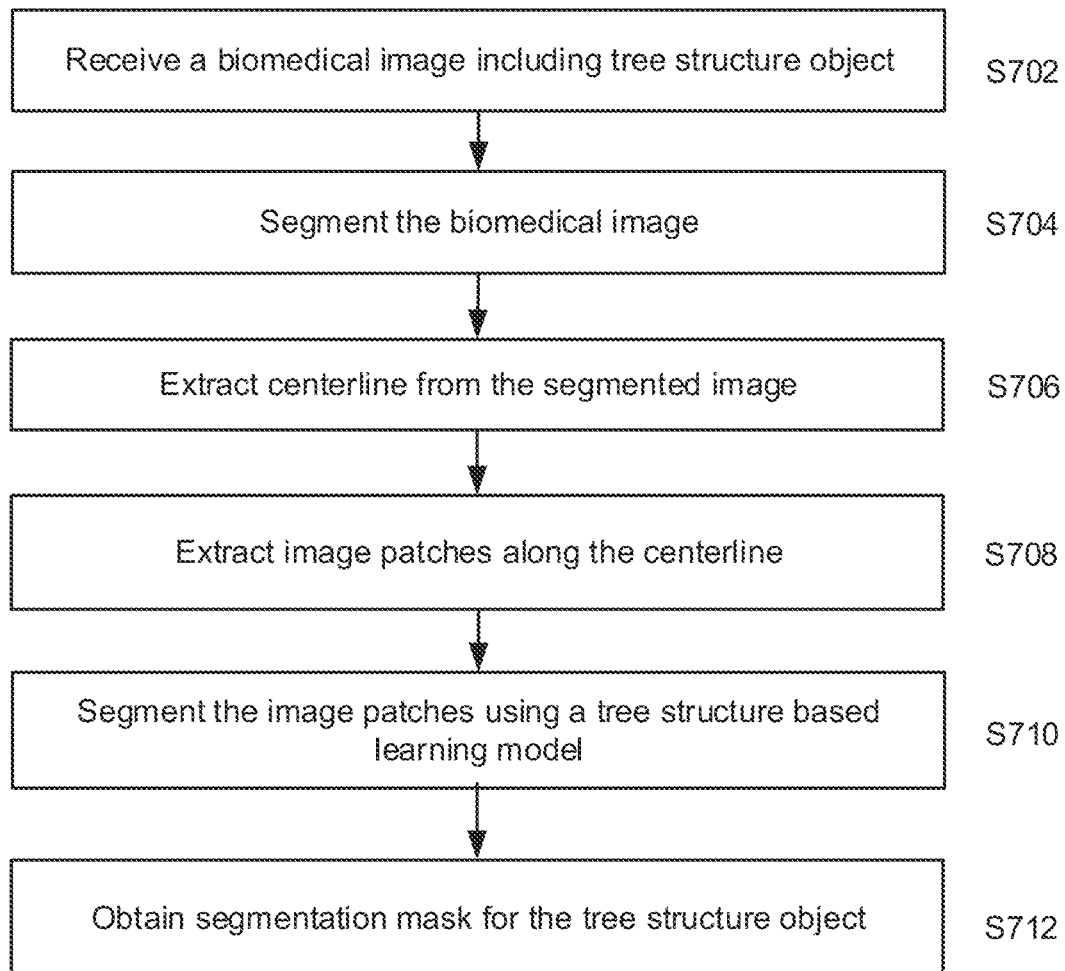 Receive a biomedical image including tree structure object
S702
Segment the biomedical image
S704
Extract centerline from the segmented image
S706
Extract image patches along the centerline
S708
Segment the image patches using a tree structure based
learning model
S710
Obtain segmentation mask for the tree structure object
S712